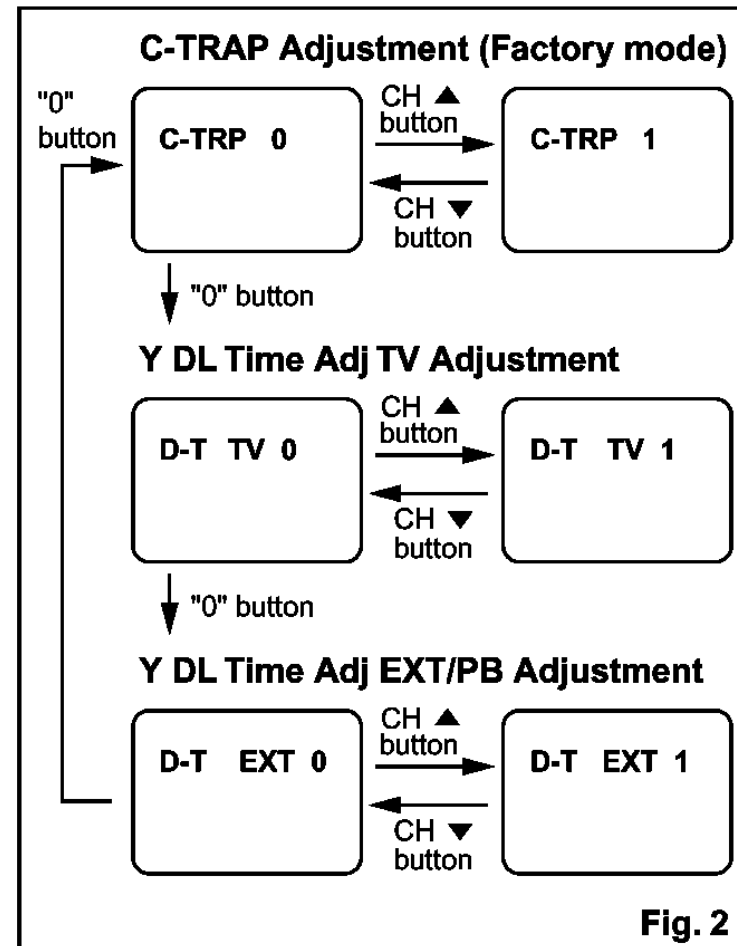 C-TRAP Adjustment (Factory mode)
"0"
button
C-TRP 0
CH ▲
button
CH ▼
button
C-TRP 1
"0" button
Y DL Time Adj TV Adjustment
D-T TV 0
CH ▲
button
CH ▼
button
D-T TV 1
"0" button
Y DL Time Adj EXT/PB Adjustment
D-T EXT 0
CH ▲
button
CH ▼
button
D-T EXT 1
Fig. 2